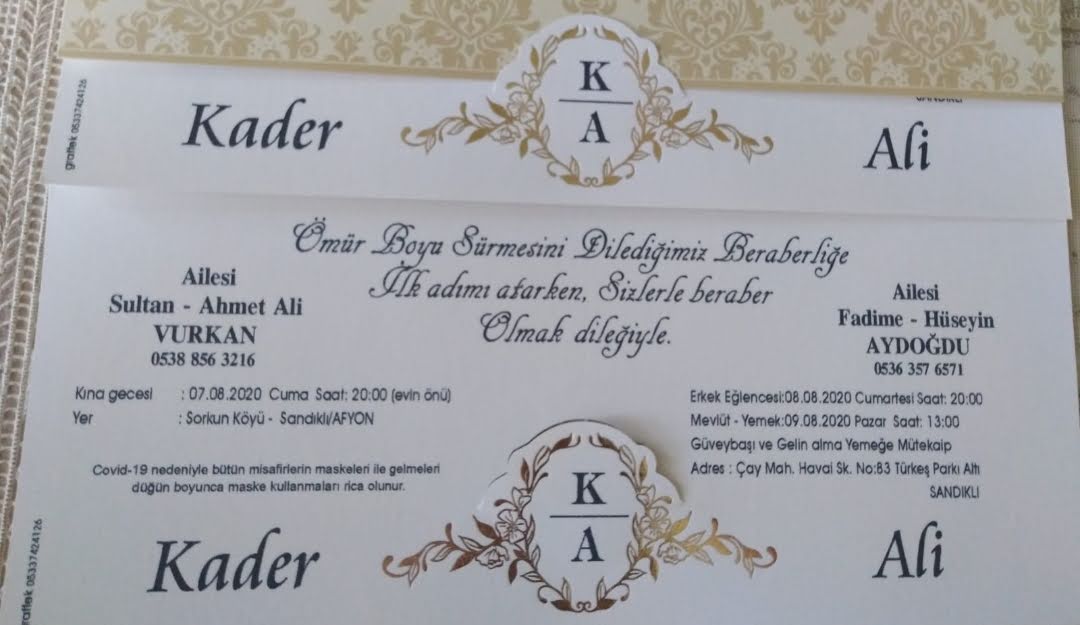 K
A
Kader
Ali
SANDIKLI
grafiek 05337424126
Ömür Boyu Sürmesini Dilediğimiz Beraberliğe
İlk adımı atarken, Sizlerle beraber
Olmak dileğiyle.
Ailesi
Sultan - Ahmet Ali
VURKAN
0538 856 3216
Ailesi
Fadime - Hüseyin
AYDOĞDU
0536 357 6571
Kına gecesi : 07.08.2020 Cuma Saat: 20:00 (evin önü)
Yer : Sorkun Köyü - Sandıklı/AFYON
Erkek Eğlencesi:08.08.2020 Cumartesi Saat: 20:00
Mevlüt - Yemek:09.08.2020 Pazar Saat: 13:00
Güveybaşı ve Gelin alma Yemeğe Mütekaip
Adres : Çay Mah. Havai Sk. No:83 Türkeş Parkı Altı
SANDIKLI
Covid-19 nedeniyle bütün misafirlerin maskeleri ile gelmeleri
düğün boyunca maske kullanmaları rica olunur.
K
A
Kader
Ali
05337424126